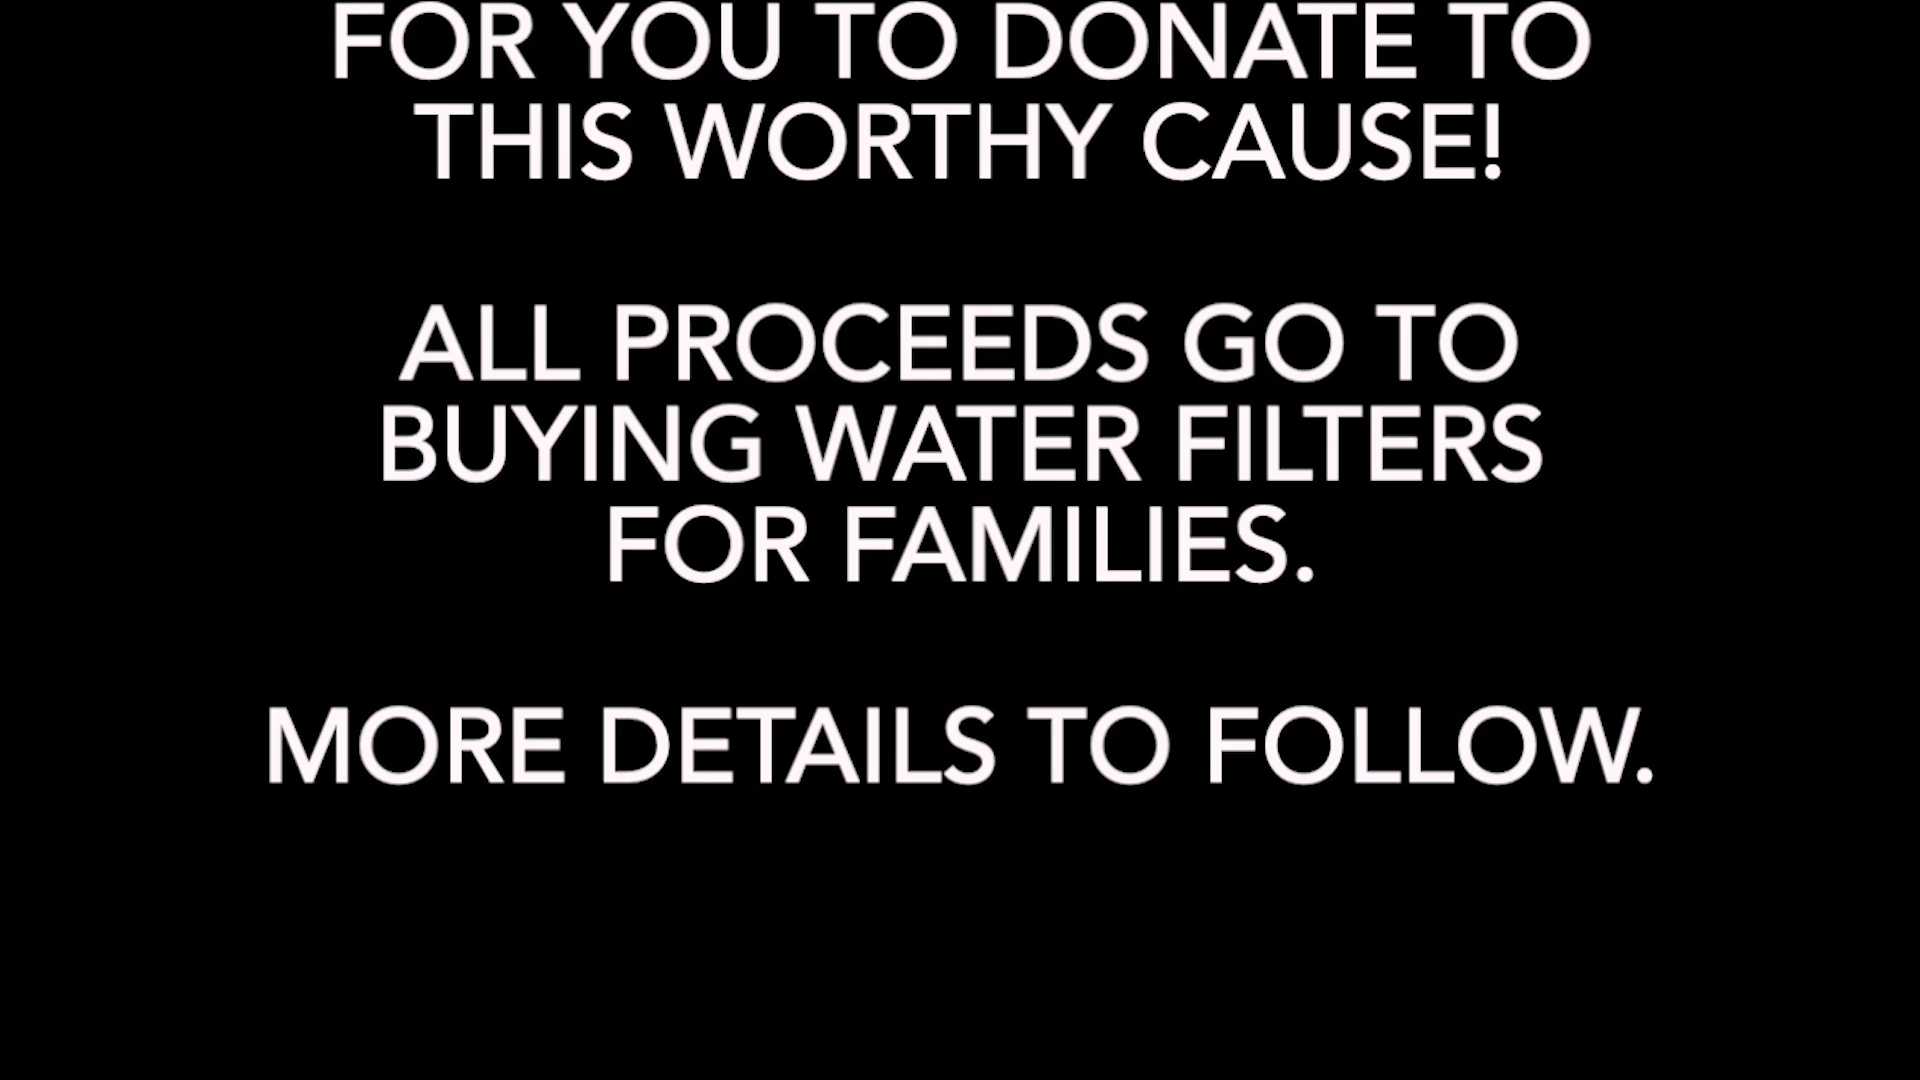 FOR YOU TO DONATE TO
THIS WORTHY CAUSE!
ALL PROCEEDS GO TO
BUYING WATER FILTERS
FOR FAMILIES.
MORE DETAILS TO FOLLOW.